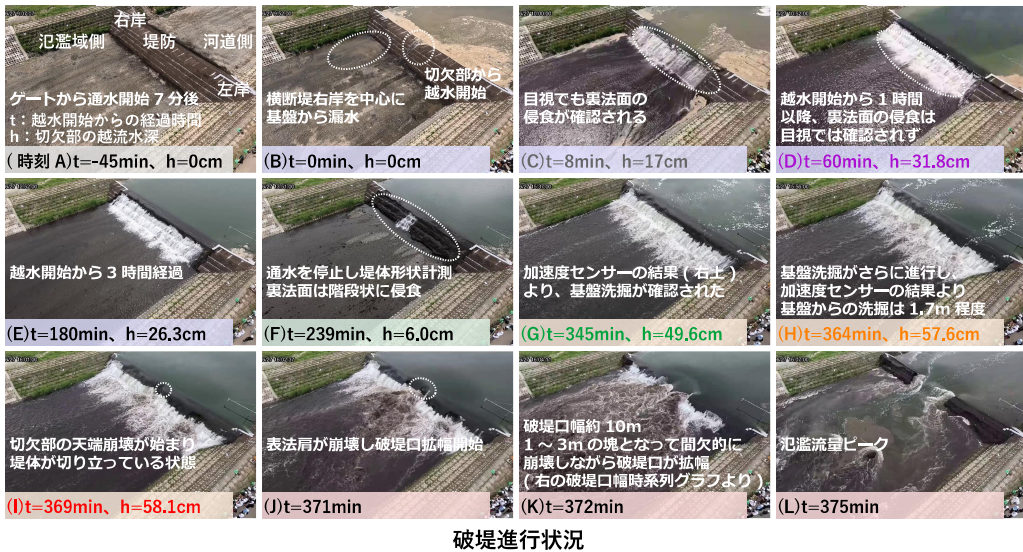 右岸
氾濫域側
堤防
河道側
左岸
ゲートから通水開始7分後
t:越水開始からの経過時間
h:切欠部の越流水深
(時刻A)t=-45min、h=0cm
切欠部から
越水開始
横断堤右岸を中心に
基盤から漏水
(B)t=0min、h=0cm
目視でも裏法面の
侵食が確認される
(C)t=8min、h=17cm
越水開始から1時間
以降、裏法面の侵食は
目視では確認されず
(D)t=60min、h=31.8cm
越水開始から3時間経過
(E)t=180min、h=26.3cm
通水を停止し堤体形状計測
裏法面は階段状に侵食
(F)t=239min、h=6.0cm
加速度センサーの結果(右上)
より、基盤洗掘が確認された
(G)t=345min、h=49.6cm
基盤洗掘がさらに進行し、
加速度センサーの結果より
基盤からの洗掘は1.7m程度
(H)t=364min、h=57.6cm
切欠部の天端崩壊が始まり
堤体が切り立っている状態
(I)t=369min、h=58.1cm
表法肩が崩壊し破堤口拡幅開始
(J)t=371min
破堤口幅約10m
1～3mの塊となって間欠的に
崩壊しながら破堤口が拡幅
(右の破堤口幅時系列グラフより)
(K)t=372min
氾濫流量ピーク
(L)t=375min
破堤進行状況